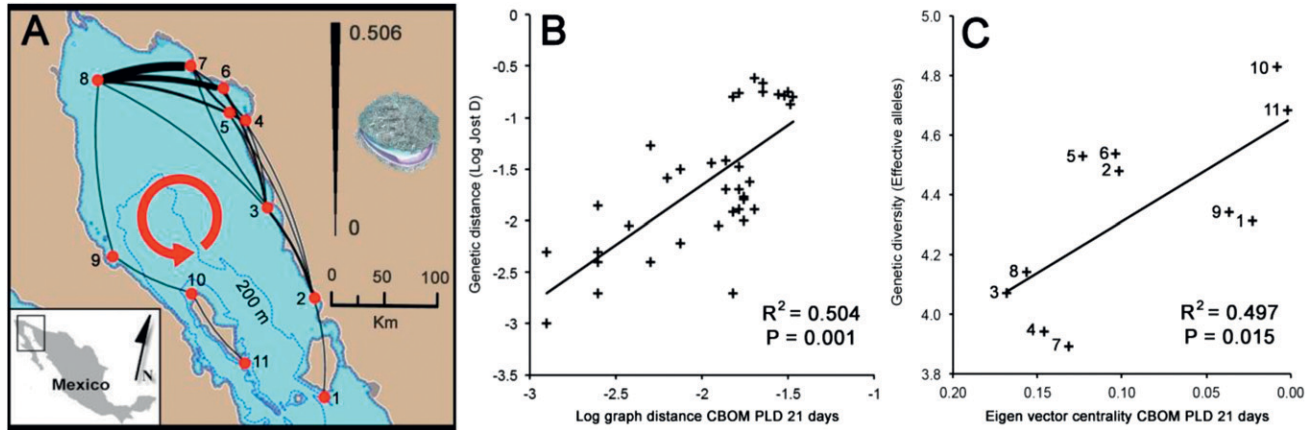 A
0.506
0
8
7
6
5
4
3
9
10
2
11
1
200 m
0 50 100
Km
Mexico
N
B
0
-0.5
-1
-1.5
-2
-2.5
-3
-3.5
Genetic distance (Log Jost D)
R² = 0.504
P = 0.001
-3 -2.5 -2 -1.5 -1
Log graph distance CBOM PLD 21 days
C
5.0
4.8
4.6
4.4
4.2
4.0
3.8
Genetic diversity (Effective alleles)
10
11
5
6
2
9
1
8
3
4
7
R² = 0.497
P = 0.015
0.20 0.15 0.10 0.05 0.00
Eigen vector centrality CBOM PLD 21 days